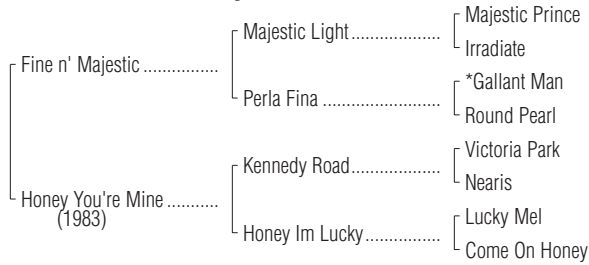 Majestic Prince
Majestic Light....................
Irradiate
Fine n' Majestic ...............
*Gallant Man
Perla Fina .......................
Round Pearl
Victoria Park
Kennedy Road....................
Nearis
Honey You're Mine ..........
(1983)
Lucky Mel
Honey Im Lucky................
Come On Honey